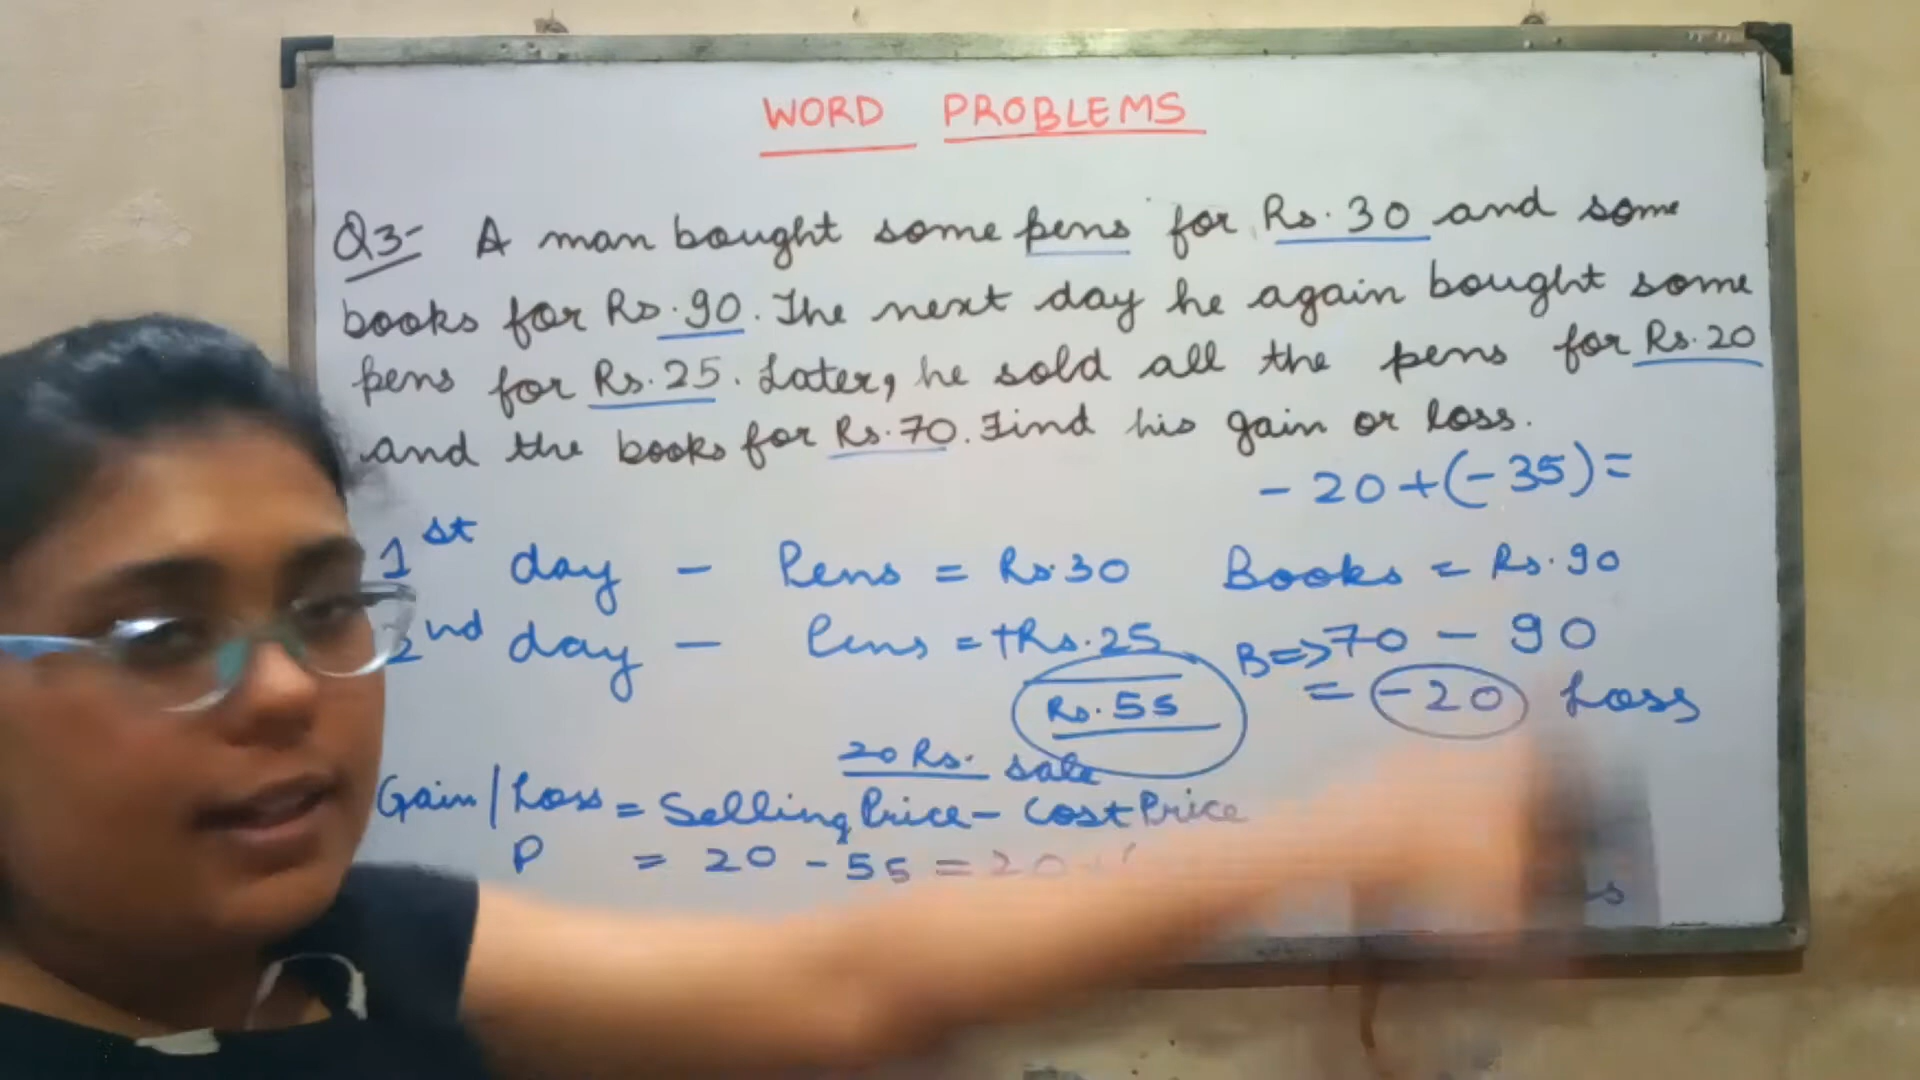 WORD PROBLEMS
Q3- A man bought some pens for Rs. 30 and some
books for Rs. 90. The next day he again bought some
pens for Rs. 25. Later, he sold all the pens for Rs. 20
and the books for Rs. 70. Find his gain or loss.
-20+(-35)=
1st day - Pens = Rs.30 Books = Rs. 90
2nd day - Pens = +Rs. 25 B=>70 - 90
Rs. 55 = -20 Loss
20 Rs. sale
Gain | Loss = Selling Price - Cost Price
P = 20 - 55 = 20 + (